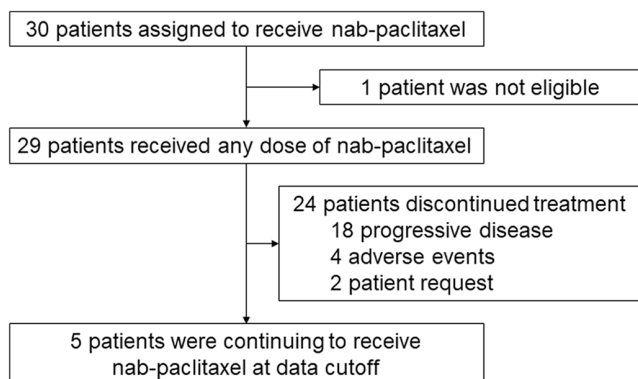 30 patients assigned to receive nab-paclitaxel
1 patient was not eligible
29 patients received any dose of nab-paclitaxel
24 patients discontinued treatment
18 progressive disease
4 adverse events
2 patient request
5 patients were continuing to receive
nab-paclitaxel at data cutoff